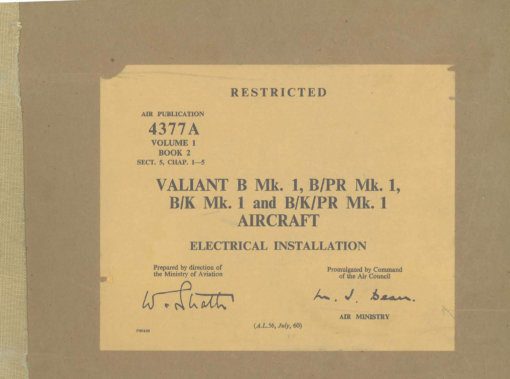 RESTRICTED
AIR PUBLICATION
4377A
VOLUME 1
BOOK 2
SECT. 5, CHAP. 1—5
VALIANT B Mk. 1, B/PR Mk. 1,
B/K Mk. 1 and B/K/PR Mk. 1
AIRCRAFT
ELECTRICAL INSTALLATION
Prepared by direction of
the Ministry of Aviation
Promulgated by Command
of the Air Council
W. Strath
M. J. Dean
AIR MINISTRY
(A.L.56, July, 60)